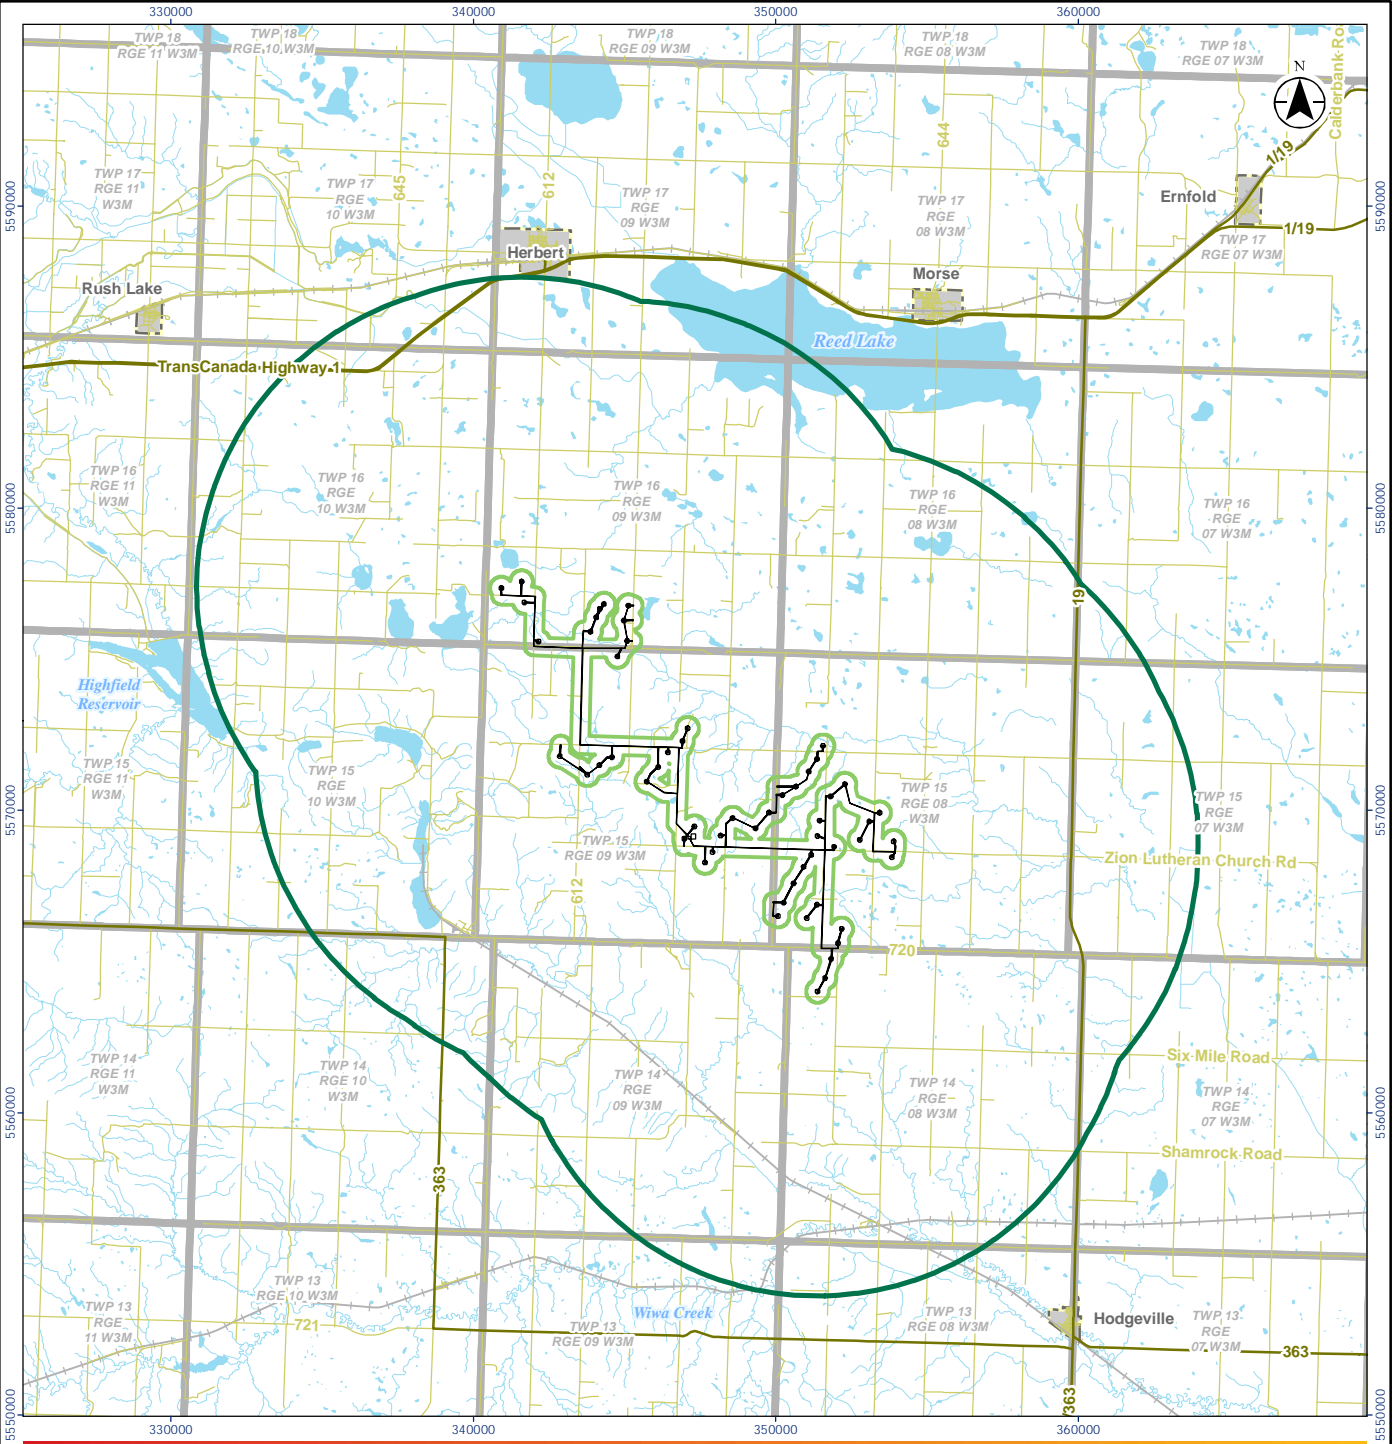 330000
340000
350000
360000
TWP 18
RGE 11 W3M
TWP 18
RGE 10 W3M
TWP 18
RGE 09 W3M
TWP 18
RGE 08 W3M
TWP 18
RGE 07 W3M
Calderbank Ro
N
644
1/19
5590000
TWP 17
RGE 11
W3M
TWP 17
RGE
10 W3M
645
612
TWP 17
RGE
09 W3M
TWP 17
RGE
08 W3M
Ernfold
1/19
TWP 17
RGE 07 W3M
5590000
Herbert
Morse
Rush Lake
Reed Lake
TransCanada Highway 1
5580000
TWP 16
RGE 11
W3M
TWP 16
RGE
10 W3M
TWP 16
RGE
09 W3M
TWP 16
RGE
08 W3M
TWP 16
RGE
07 W3M
5580000
19
Highfield
Reservoir
5570000
TWP 15
RGE 11
W3M
TWP 15
RGE
10 W3M
TWP 15
RGE 09 W3M
TWP 15
RGE 08
W3M
TWP 15
RGE
07 W3M
5570000
Zion Lutheran Church Rd
612
720
5560000
TWP 14
RGE 11
W3M
TWP 14
RGE 10
W3M
TWP 14
RGE
09 W3M
TWP 14
RGE
08 W3M
Six Mile Road
TWP 14
RGE
07 W3M
5560000
Shamrock Road
363
TWP 13
RGE
11 W3M
TWP 13
RGE 10 W3M
721
Wiwa Creek
TWP 13
RGE 09 W3M
TWP 13
RGE 08 W3M
Hodgeville
TWP 13
RGE
07 W3M
363
363
5550000
5550000
330000
340000
350000
360000